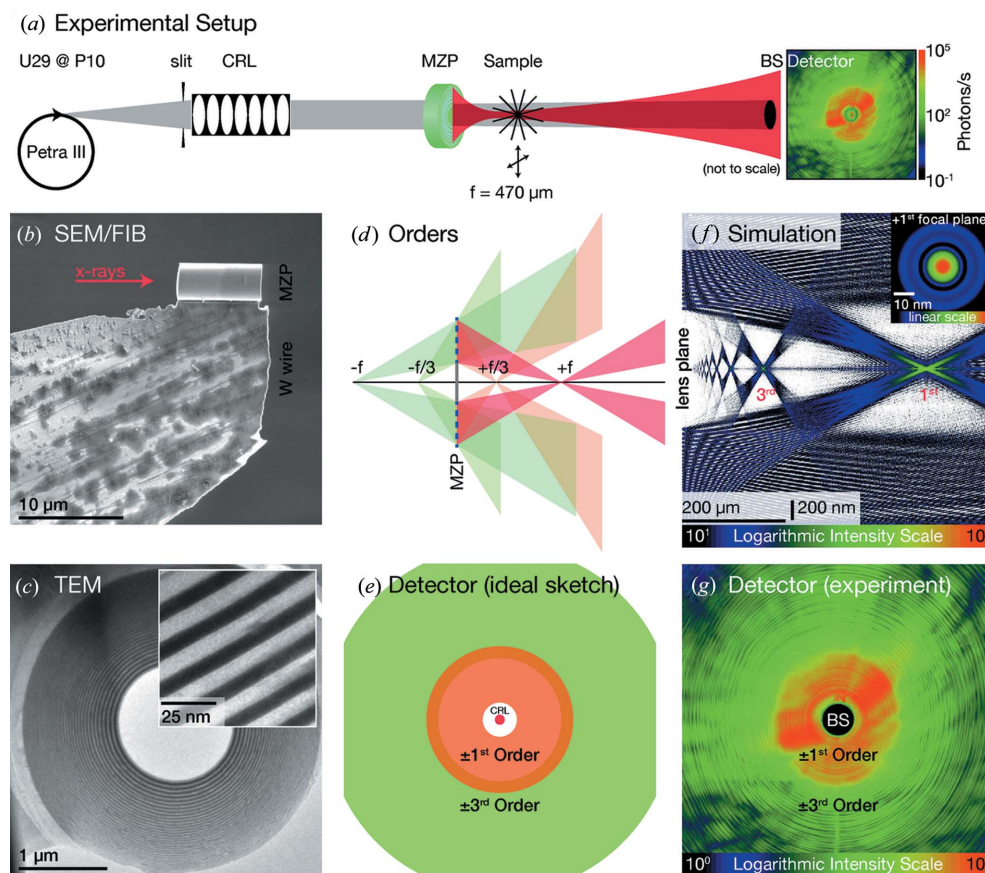 (a) Experimental Setup
U29 @ P10
slit
CRL
MZP
Sample
BS
Detector
Petra III
f = 470 µm
(not to scale)
10⁵
10²
10⁻¹
Photons/s
(b) SEM/FIB
x-rays
MZP
W wire
10 µm
(d) Orders
-f
-f/3
+f/3
+f
MZP
(f) Simulation
+1ˢᵗ focal plane
10 nm
linear scale
lens plane
3ʳᵈ
1ˢᵗ
200 µm
200 nm
10¹ Logarithmic Intensity Scale 10
(c) TEM
25 nm
1 µm
(e) Detector (ideal sketch)
CRL
±1ˢᵗ Order
±3ʳᵈ Order
(g) Detector (experiment)
BS
±1ˢᵗ Order
±3ʳᵈ Order
10⁰ Logarithmic Intensity Scale 10